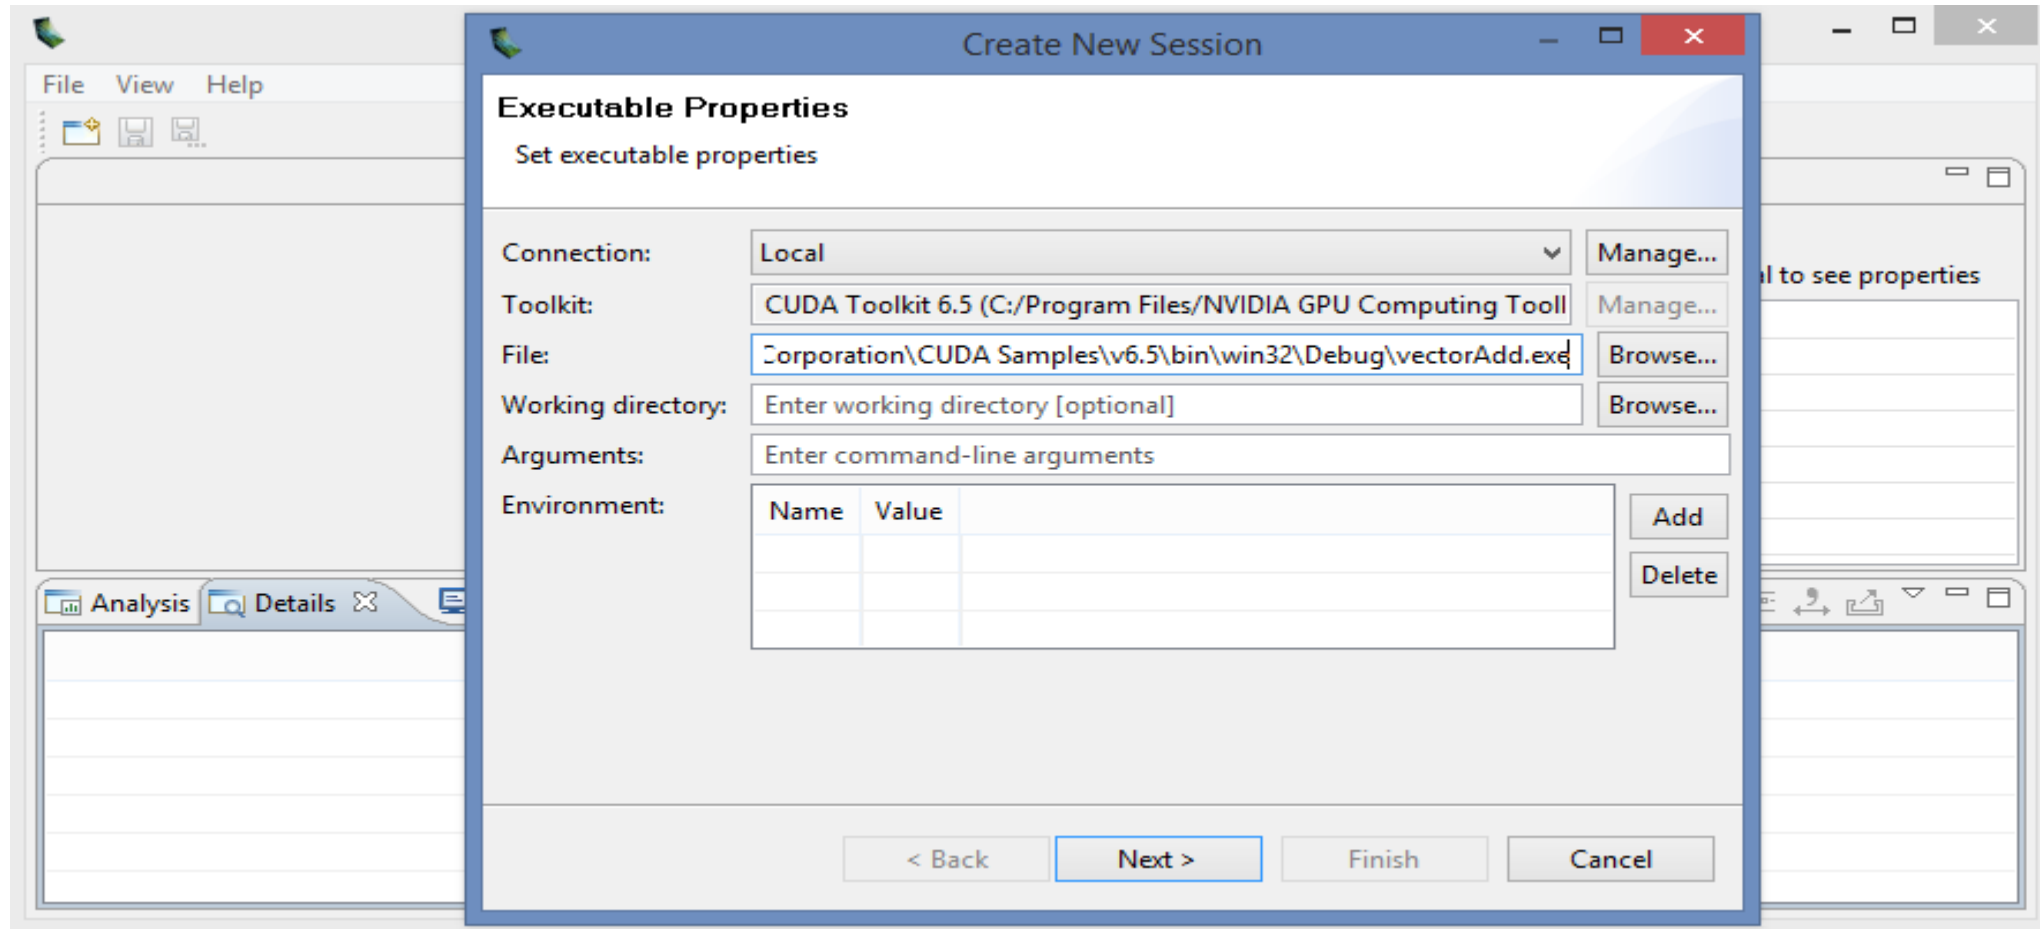 Create New Session
File View Help
Executable Properties
Set executable properties
Connection: Local Manage...
l to see properties
Toolkit: CUDA Toolkit 6.5 (C:/Program Files/NVIDIA GPU Computing Tooll Manage...
File: Corporation\CUDA Samples\v6.5\bin\win32\Debug\vectorAdd.exe Browse...
Working directory: Enter working directory [optional] Browse...
Arguments: Enter command-line arguments
Environment: Name Value Add
Delete
Analysis Details
< Back Next > Finish Cancel